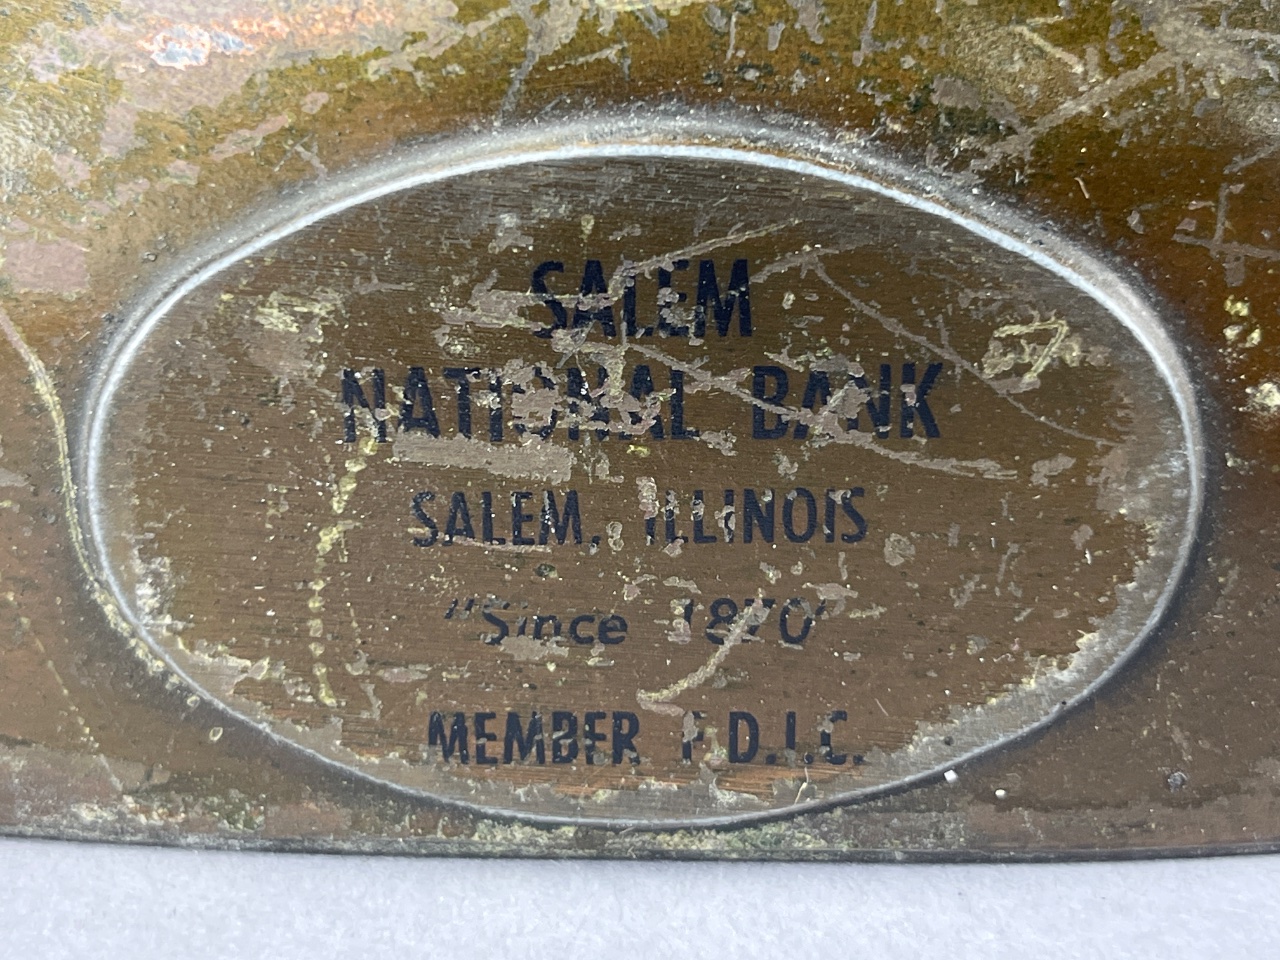 SALEM
NATIONAL BANK
SALEM, ILLINOIS
"Since 1870"
MEMBER F.D.I.C.